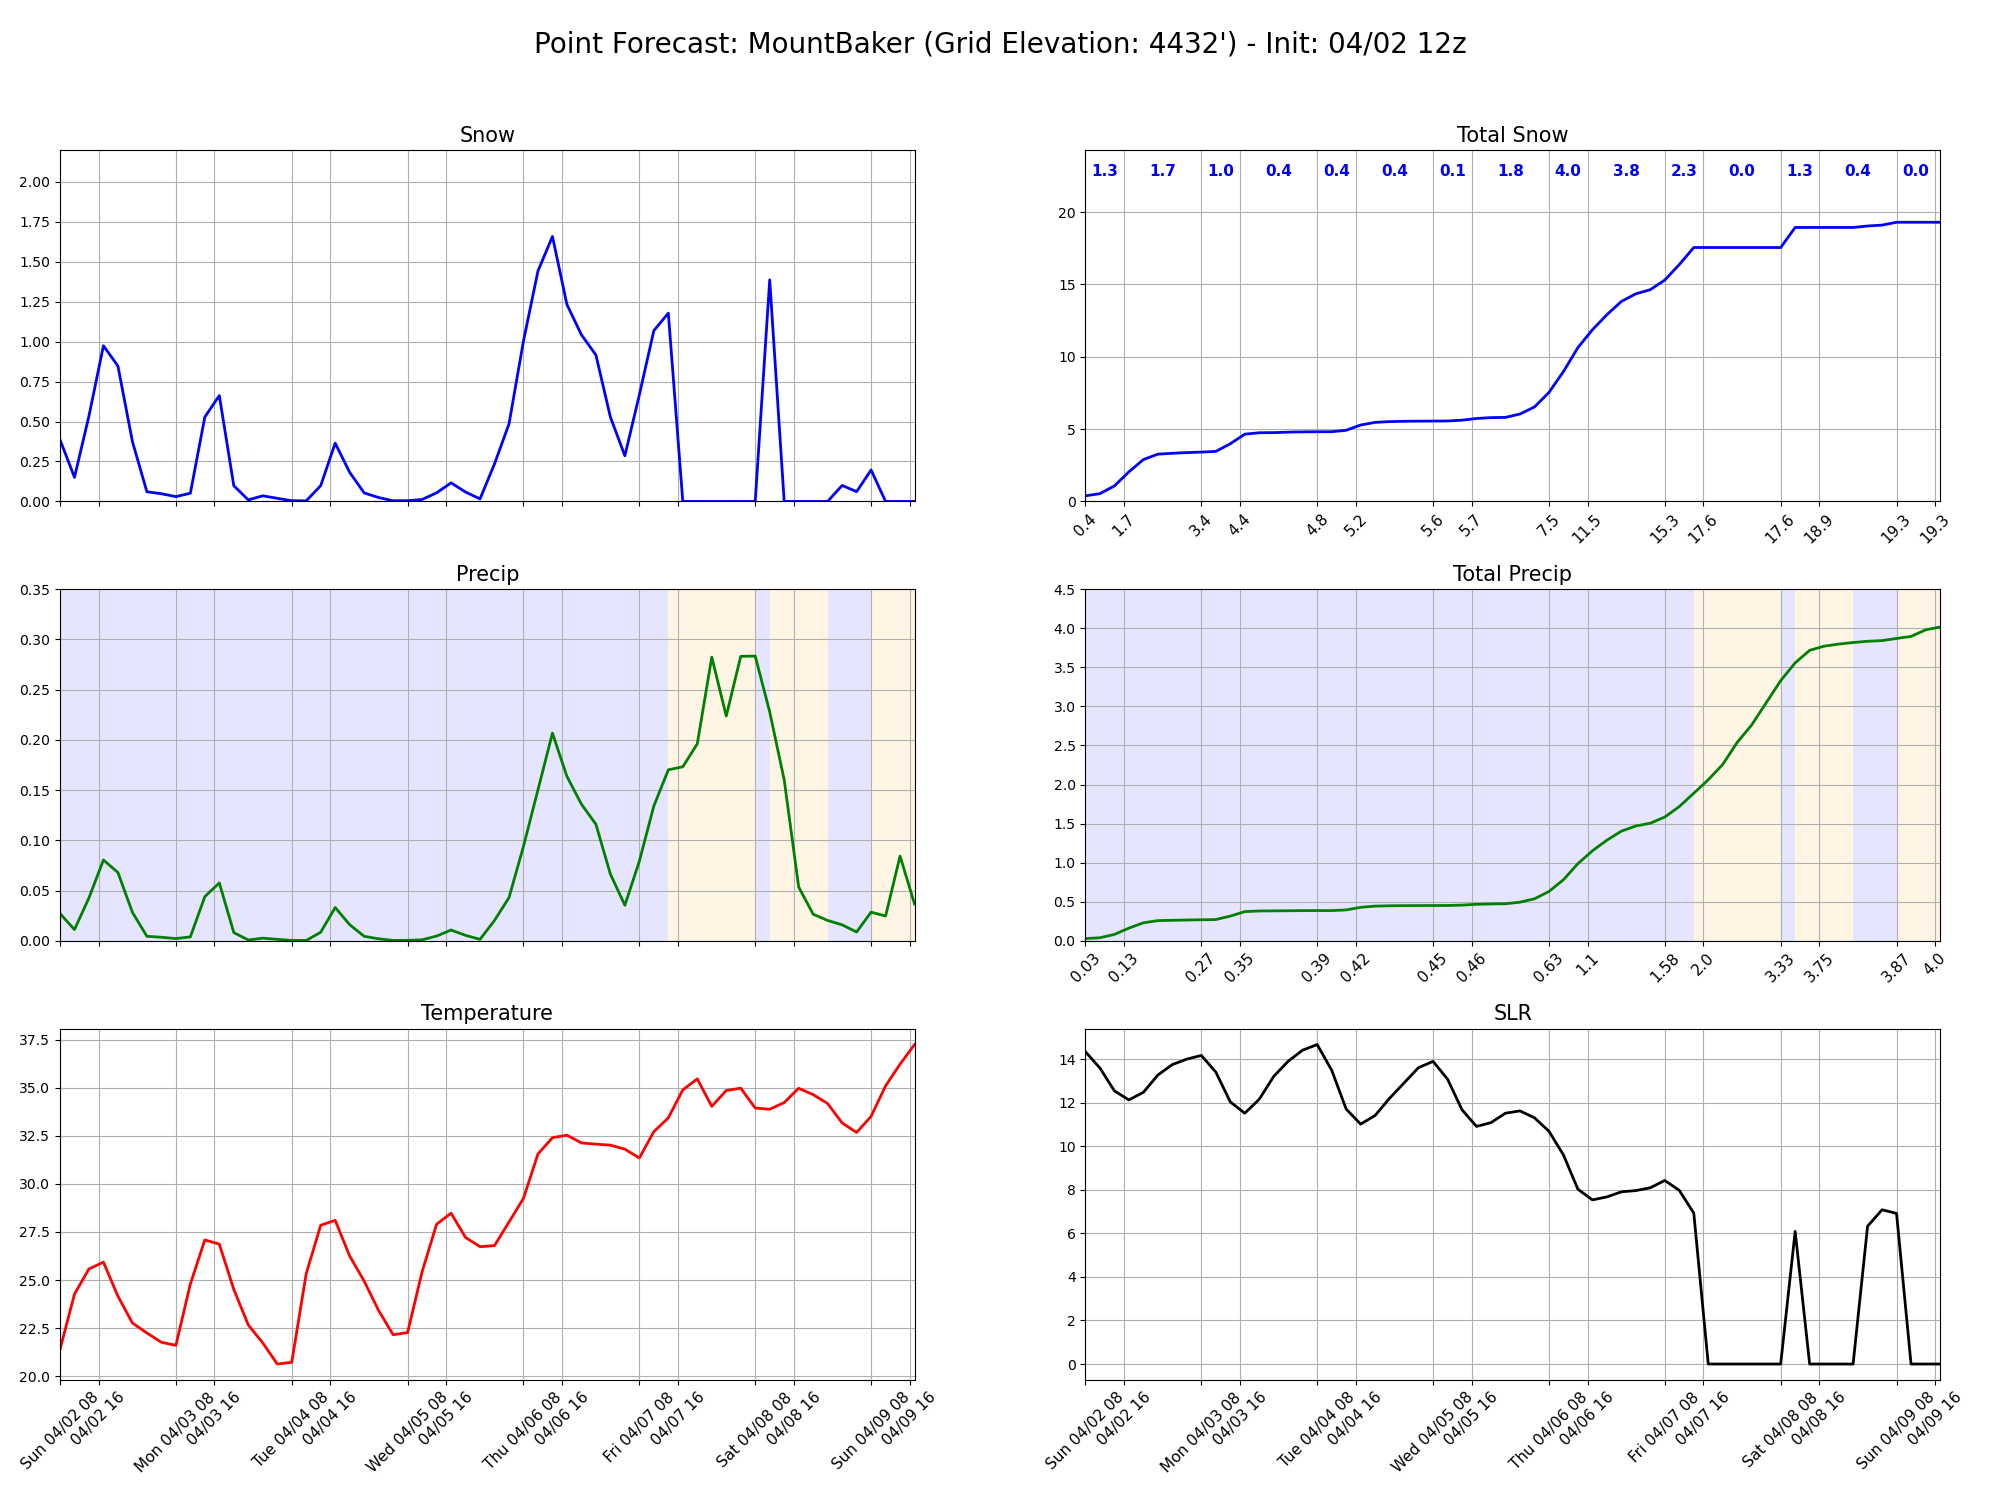 Point Forecast: MountBaker (Grid Elevation: 4432') - Init: 04/02 12z
Snow
2.00
1.75
1.50
1.25
1.00
0.75
0.50
0.25
0.00
Total Snow
1.3 1.7 1.0 0.4 0.4 0.4 0.1 1.8 4.0 3.8 2.3 0.0 1.3 0.4 0.0
20
15
10
5
0
0.4 1.7 3.4 4.4 4.8 5.2 5.6 5.7 7.5 11.5 15.3 17.6 17.6 18.9 19.3 19.3
Precip
0.35
0.30
0.25
0.20
0.15
0.10
0.05
0.00
Total Precip
4.5
4.0
3.5
3.0
2.5
2.0
1.5
1.0
0.5
0.0
0.03 0.13 0.27 0.35 0.39 0.42 0.45 0.46 0.63 1.1 1.58 2.0 3.33 3.75 3.87 4.0
Temperature
37.5
35.0
32.5
30.0
27.5
25.0
22.5
20.0
Sun 04/02 08
04/02 16
Mon 04/03 08
04/03 16
Tue 04/04 08
04/04 16
Wed 04/05 08
04/05 16
Thu 04/06 08
04/06 16
Fri 04/07 08
04/07 16
Sat 04/08 08
04/08 16
Sun 04/09 08
04/09 16
SLR
14
12
10
8
6
4
2
0
Sun 04/02 08
04/02 16
Mon 04/03 08
04/03 16
Tue 04/04 08
04/04 16
Wed 04/05 08
04/05 16
Thu 04/06 08
04/06 16
Fri 04/07 08
04/07 16
Sat 04/08 08
04/08 16
Sun 04/09 08
04/09 16